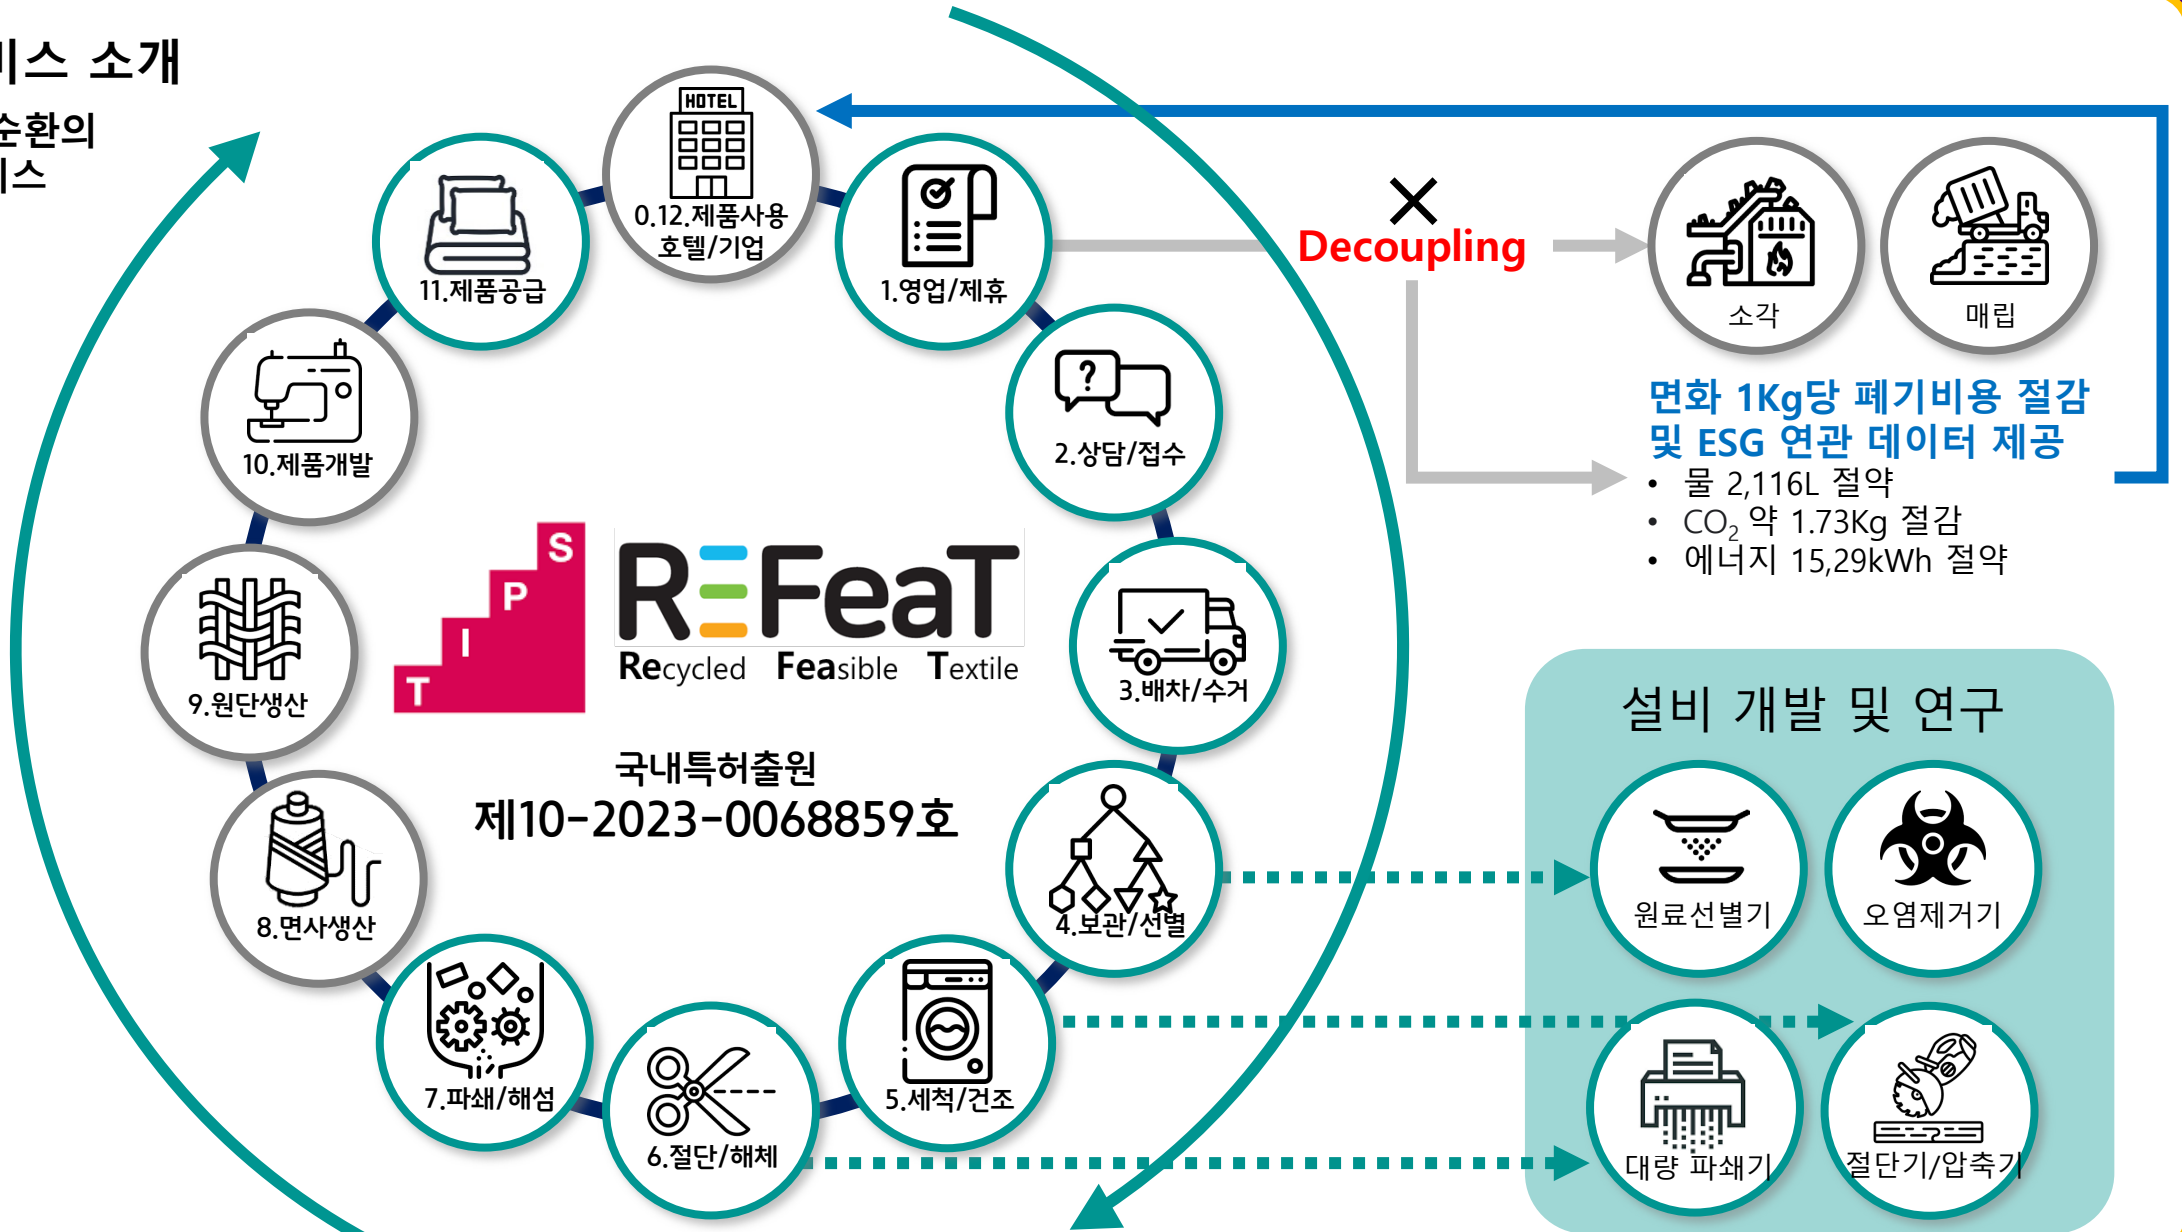 비스 소개
순환의
비스
HOTEL
0.12.제품사용
호텔/기업
1.영업/제휴
2.상담/접수
3.배차/수거
4.보관/선별
5.세척/건조
6.절단/해체
7.파쇄/해섬
8.면사생산
9.원단생산
10.제품개발
11.제품공급
T I P S
REFeaT
Recycled Feasible Textile
국내특허출원
제10-2023-0068859호
Decoupling
소각
매립
면화 1Kg당 폐기비용 절감
및 ESG 연관 데이터 제공
• 물 2,116L 절약
• CO₂ 약 1.73Kg 절감
• 에너지 15,29kWh 절약
설비 개발 및 연구
원료선별기
오염제거기
대량 파쇄기
절단기/압축기